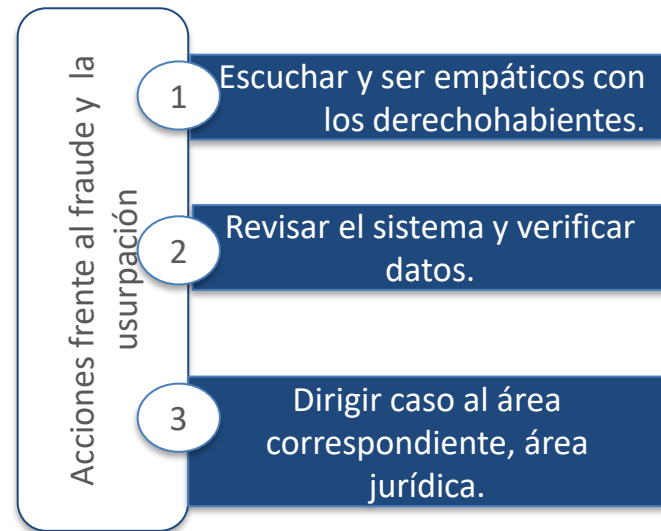 Acciones frente al fraude y la
usurpación
1
Escuchar y ser empáticos con
los derechohabientes.
2
Revisar el sistema y verificar
datos.
3
Dirigir caso al área
correspondiente, área
jurídica.